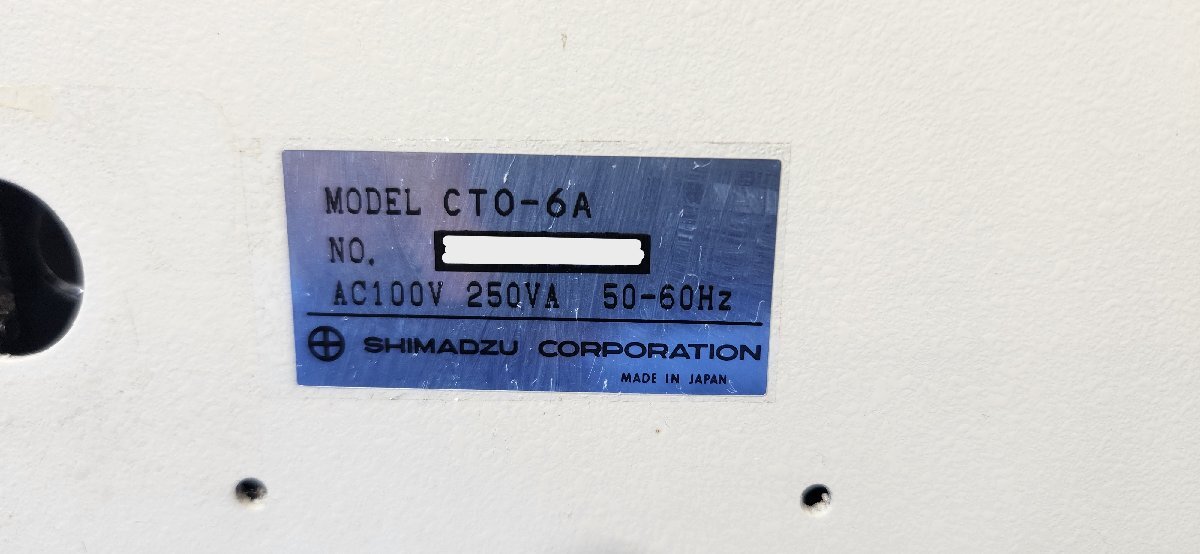 MODEL CTO-6A
NO.
AC100V 250VA 50-60Hz
SHIMADZU CORPORATION
MADE IN JAPAN